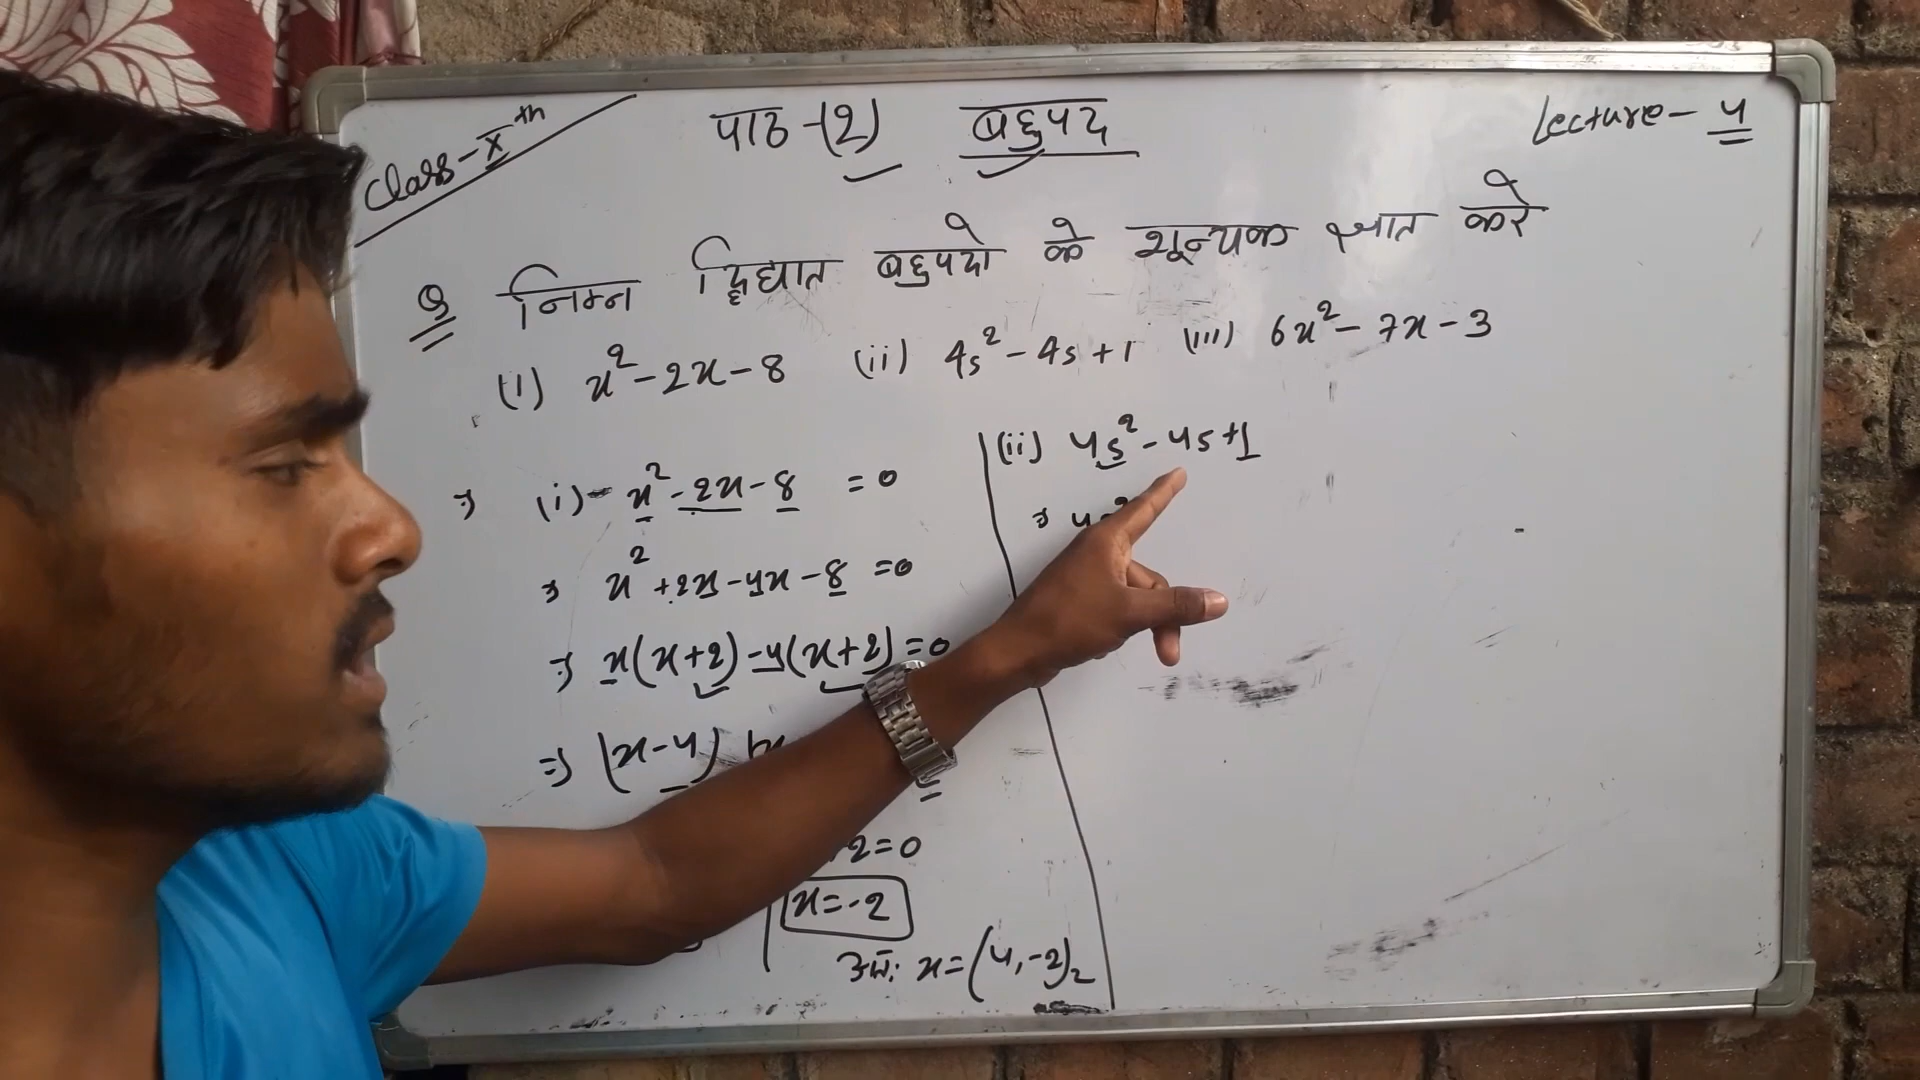 Class-Xth
पाठ-(2) बहुपद
Lecture-4
Q निम्न द्विघात बहुपदो के शून्यक ज्ञात करे
(i) x²-2x-8 (ii) 4s²-4s+1 (iii) 6x²-7x-3
⇒ (i)- x²-2x-8 =0
⇒ x²+2x-4x-8=0
⇒ x(x+2)-4(x+2)=0
⇒ (x-4)
2=0
x=-2
x=(4,-2)
(ii) 4s²-4s+1
⇒